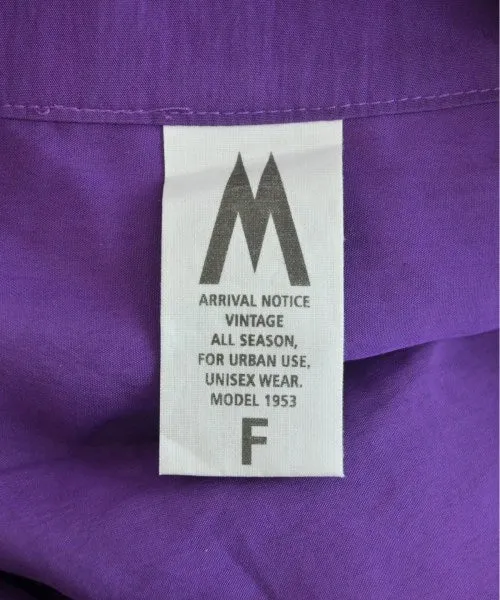 M
ARRIVAL NOTICE
VINTAGE
ALL SEASON,
FOR URBAN USE,
UNISEX WEAR.
MODEL 1953
F